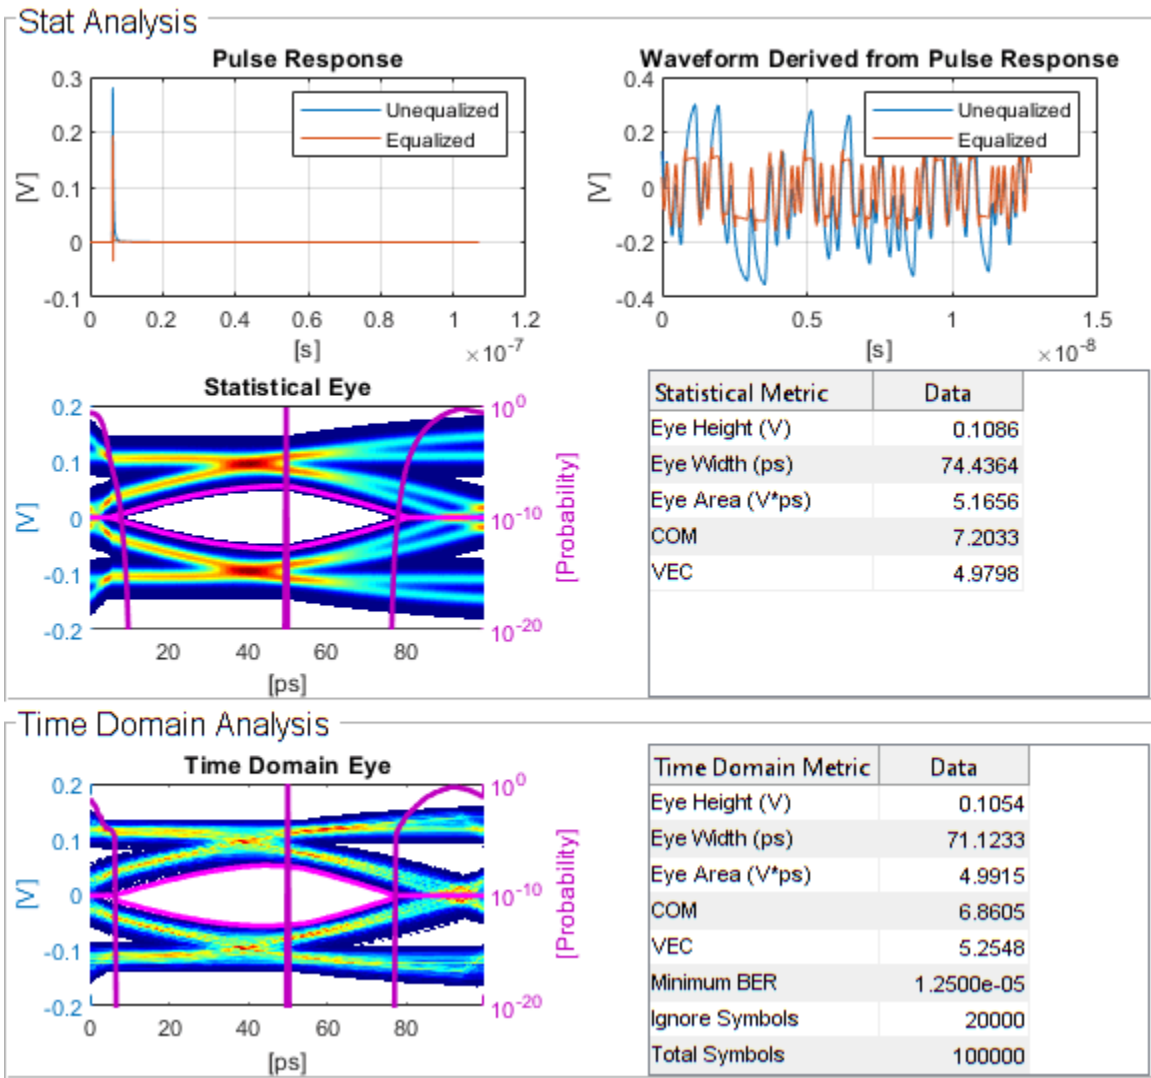 Stat Analysis
Pulse Response
0.3
0.2
0.1
0
-0.1
[V]
Unequalized
Equalized
0 0.2 0.4 0.6 0.8 1 1.2
[s]
×10-7
Waveform Derived from Pulse Response
0.4
0.2
0
-0.2
-0.4
[V]
Unequalized
Equalized
0 0.5 1 1.5
[s]
×10-8
Statistical Eye
0.2
0.1
0
-0.1
-0.2
[V]
100
10-10
10-20
[Probability]
20 40 60 80
[ps]
Statistical Metric Data
Eye Height (V) 0.1086
Eye Width (ps) 74.4364
Eye Area (V*ps) 5.1656
COM 7.2033
VEC 4.9798
Time Domain Analysis
Time Domain Eye
0.2
0.1
0
-0.1
-0.2
[V]
100
10-10
10-20
[Probability]
0 20 40 60 80
[ps]
Time Domain Metric Data
Eye Height (V) 0.1054
Eye Width (ps) 71.1233
Eye Area (V*ps) 4.9915
COM 6.8605
VEC 5.2548
Minimum BER 1.2500e-05
Ignore Symbols 20000
Total Symbols 100000